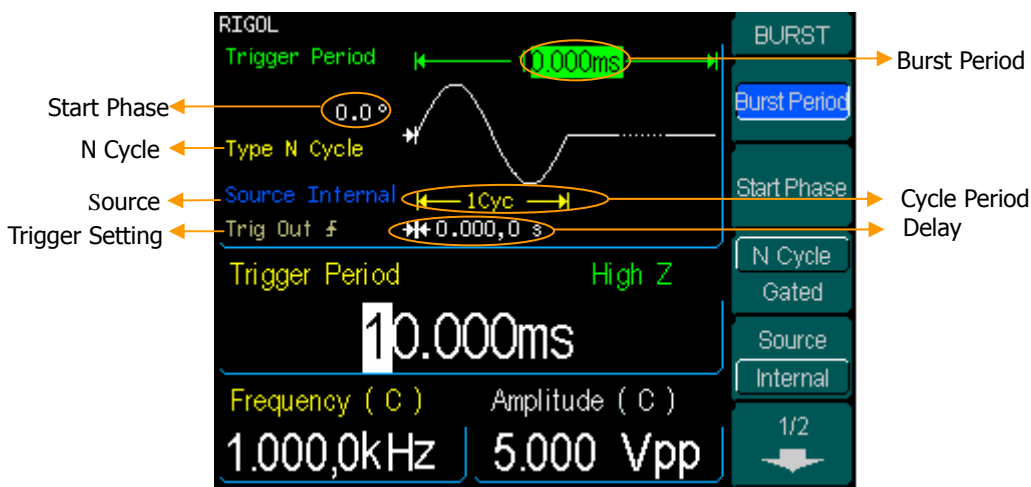 RIGOL
BURST
Trigger Period
0.000ms
Burst Period
Burst Period
Start Phase
0.0°
N Cycle
Type N Cycle
Start Phase
Source
Source Internal
1Cyc
Cycle Period
Trigger Setting
Trig Out
0.000,0 s
Delay
N Cycle
Gated
Trigger Period
High Z
10.000ms
Source
Internal
Frequency ( C )
Amplitude ( C )
1/2
1.000,0kHz
5.000 Vpp